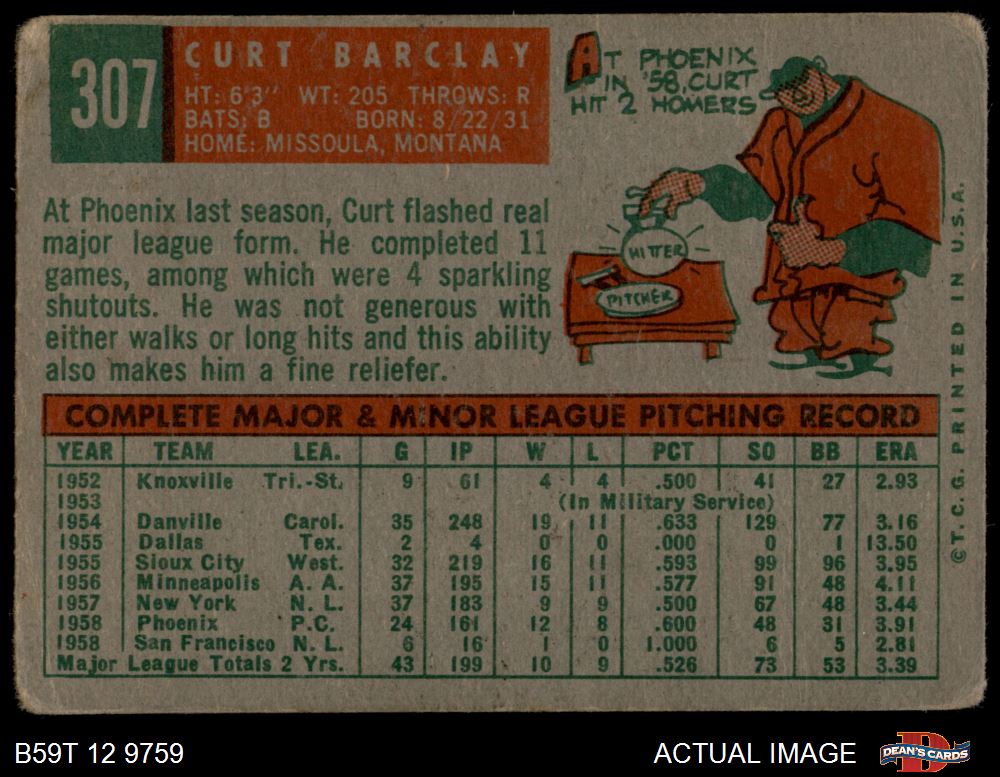 307
CURT BARCLAY
HT: 6'3" WT: 205 THROWS: R
BATS: B BORN: 8/22/31
HOME: MISSOULA, MONTANA
AT PHOENIX
IN '58, CURT
HIT 2 HOMERS
HITTER
PITCHER
At Phoenix last season, Curt flashed real
major league form. He completed 11
games, among which were 4 sparkling
shutouts. He was not generous with
either walks or long hits and this ability
also makes him a fine reliefer.
COMPLETE MAJOR & MINOR LEAGUE PITCHING RECORD
YEAR TEAM LEA. G IP W L PCT SO BB ERA
1952 Knoxville Tri.-St. 9 61 4 4 .500 41 27 2.93
1953 (In Military Service)
1954 Danville Carol. 35 248 19 11 .633 129 77 3.16
1955 Dallas Tex. 2 4 0 0 .000 0 1 13.50
1955 Sioux City West. 32 219 16 11 .593 99 96 3.95
1956 Minneapolis A. A. 37 195 15 11 .577 91 48 4.11
1957 New York N. L. 37 183 9 9 .500 67 48 3.44
1958 Phoenix P.C. 24 161 12 8 .600 48 31 3.91
1958 San Francisco N. L. 6 16 1 0 1.000 6 5 2.81
Major League Totals 2 Yrs. 43 199 10 9 .526 73 53 3.39
©T. C. G. PRINTED IN U.S.A.
B59T 12 9759
ACTUAL IMAGE
D
DEAN'S CARDS